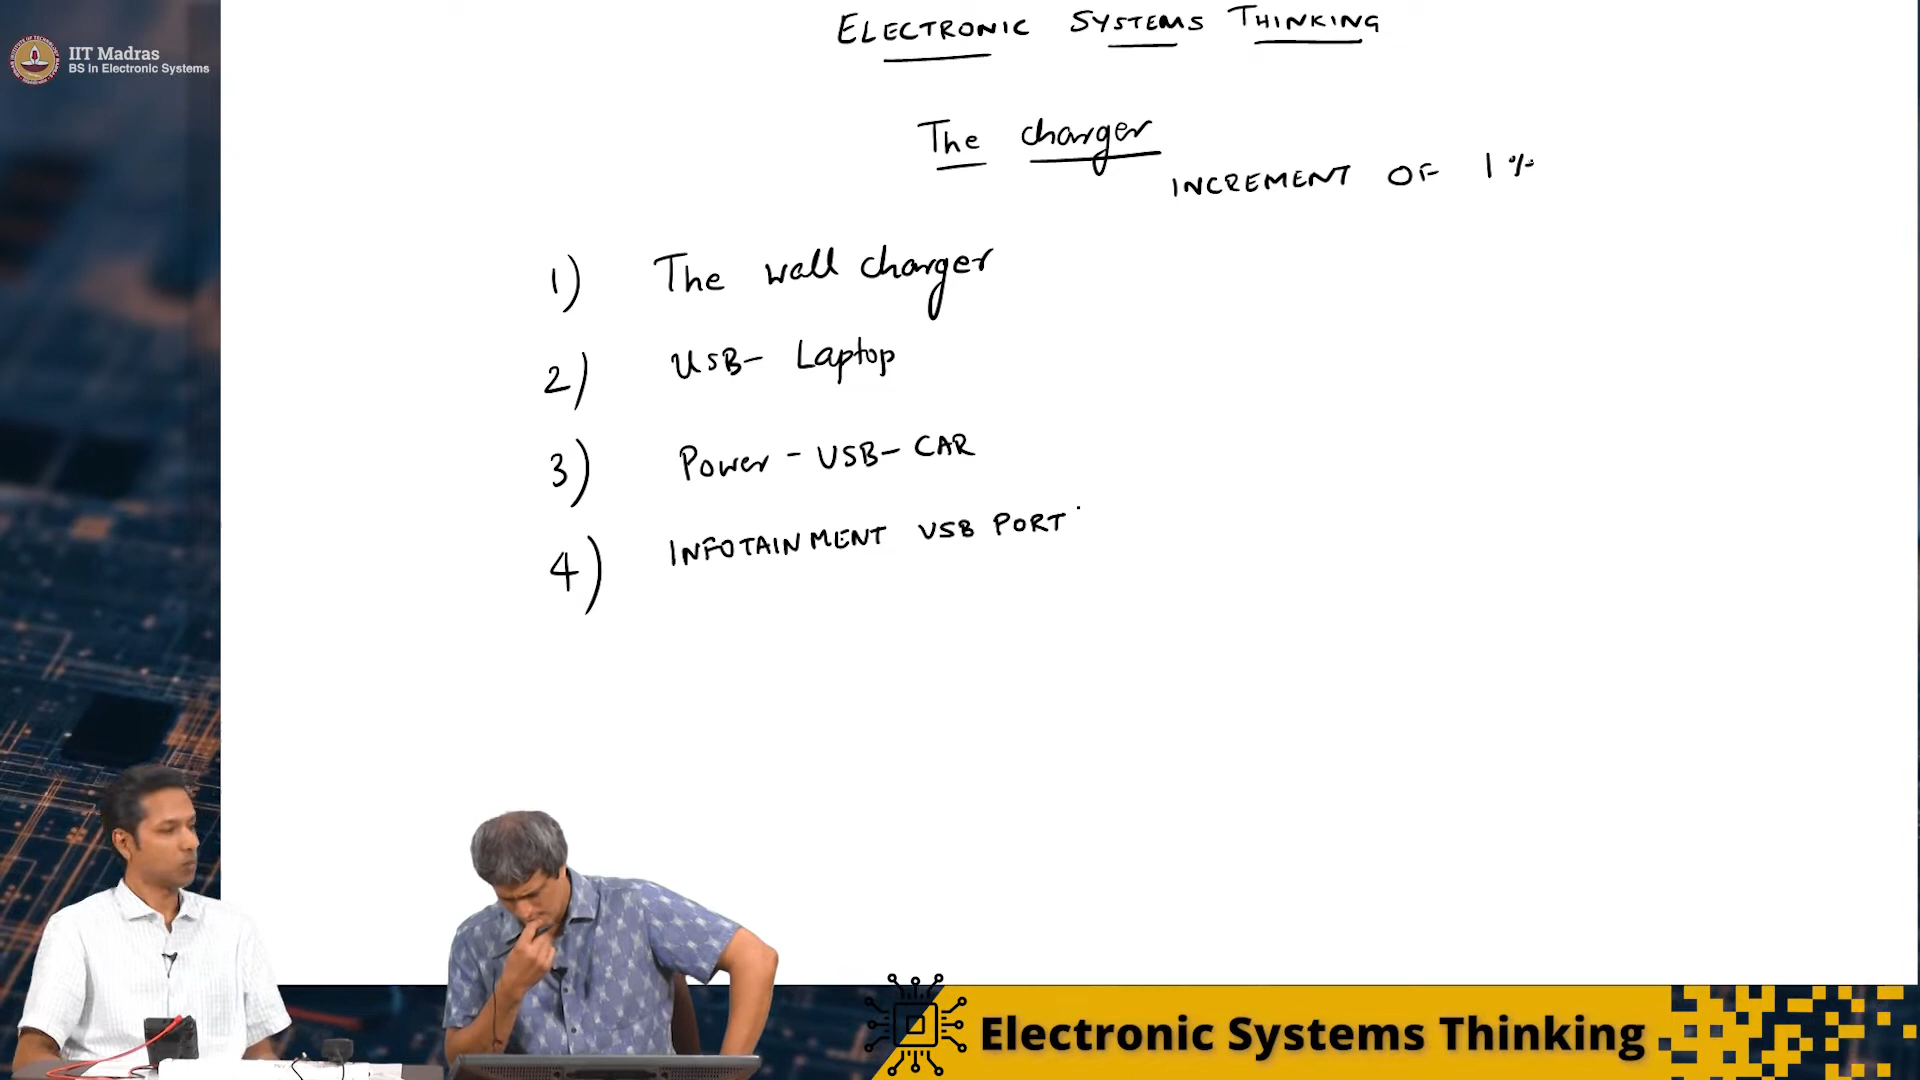 IIT Madras
BS In Electronic Systems
ELECTRONIC SYSTEMS THINKING
The charger
INCREMENT OF 1%
1) The wall charger
2) USB- Laptop
3) Power - USB- CAR
4) INFOTAINMENT USB PORT
Electronic Systems Thinking